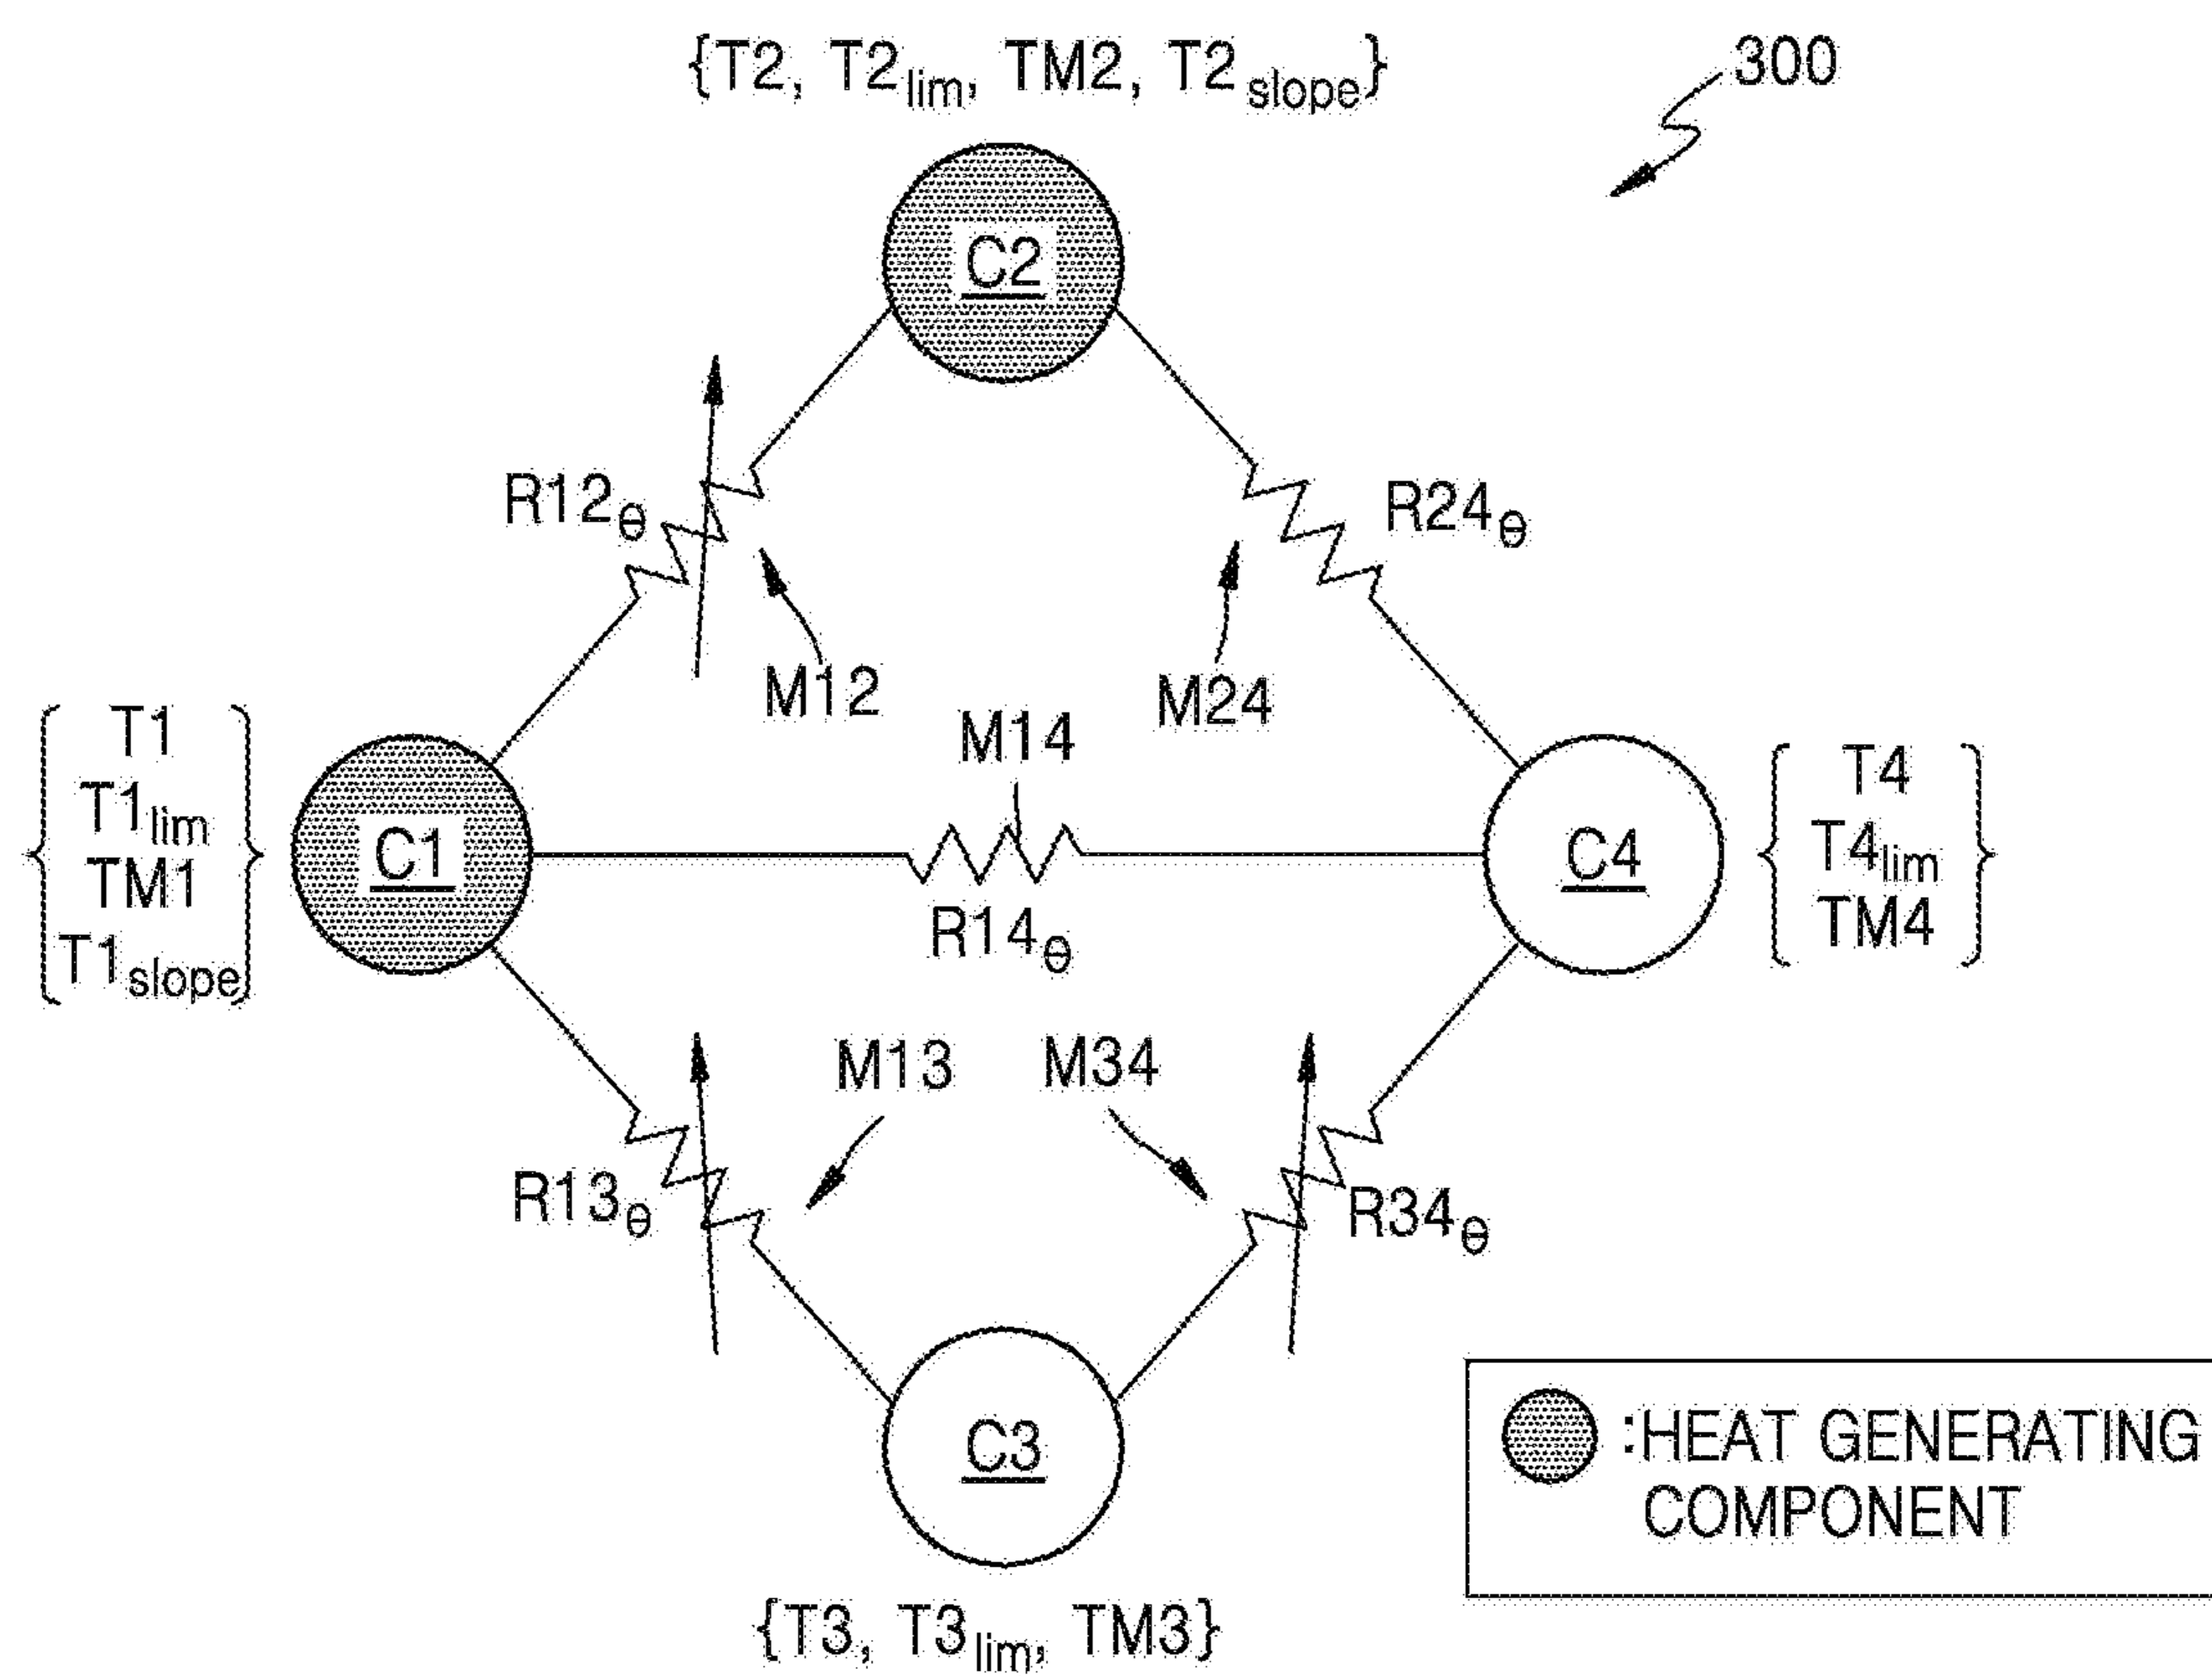 {T2, T2lim, TM2, T2slope}
300
C2
R12θ
R24θ
M12
M24
M14
T1
T1lim
TM1
T1slope
C1
C4
T4
T4lim
TM4
R14θ
M13
M34
R13θ
R34θ
C3
:HEAT GENERATING
COMPONENT
{T3, T3lim, TM3}